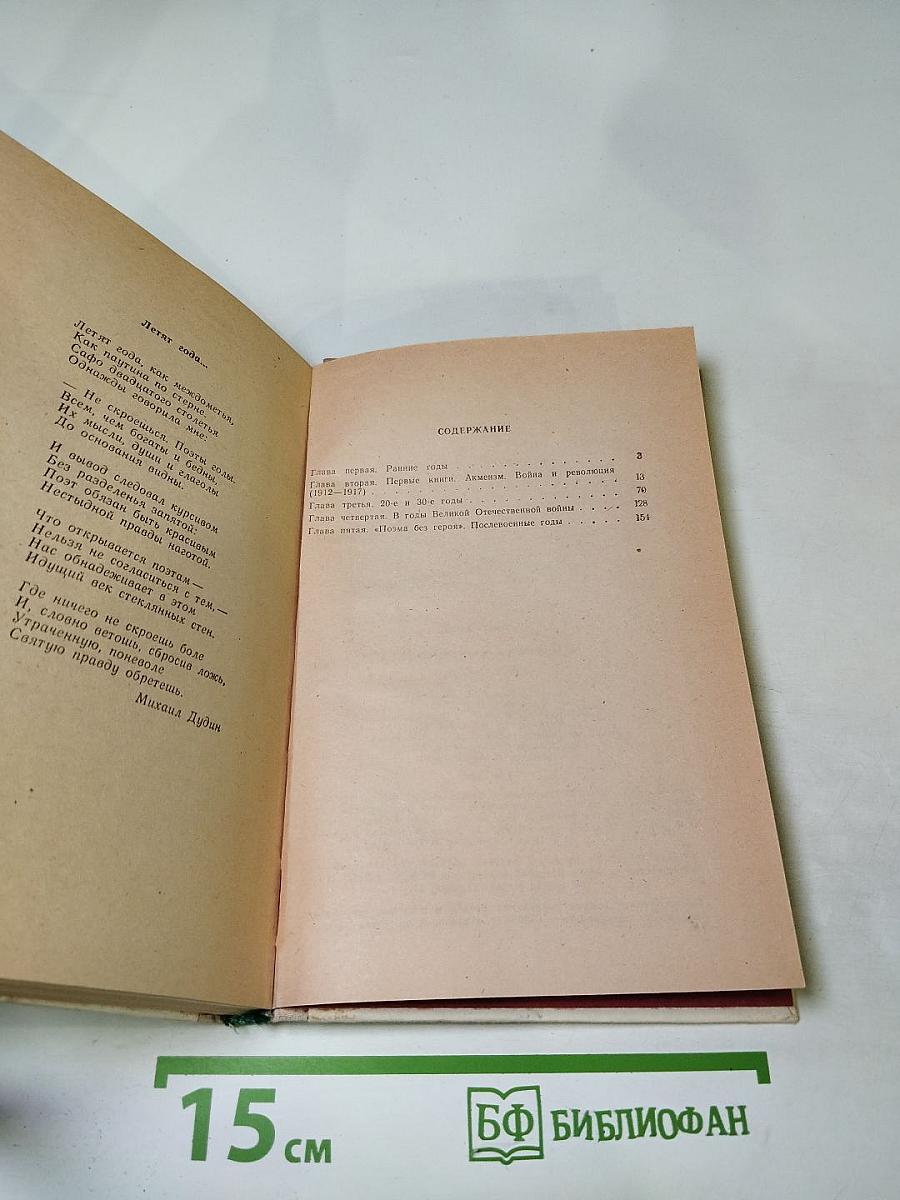 Летят года...
Летят года, как междометья,
Как паутина по стерне.
Сафо двадцатого столетья
Однажды говорила мне:
— Не скроешься. Поэты голы.
Всем, чем богаты и бедны,
Их мысли, души и глаголы
До основания видны.
И вывод следовал курсивом
Без разделенья запятой:
Поэт обязан быть красивым
Нестыдной правды наготой.
Что открывается поэтам —
Нельзя не согласиться с тем,—
Нас обнадеживает в этом
Идущий век стеклянных стен.
Где ничего не скроешь боле
И, словно ветошь, сбросив ложь,
Утраченную, поневоле
Святую правду обретешь.
Михаил Дудин
СОДЕРЖАНИЕ
Глава первая. Ранние годы . . . . . . . . . . . 3
Глава вторая. Первые книги. Акмеизм. Война и революция
(1912—1917) . . . . . . . . . . . . . . . . . 13
Глава третья. 20-е и 30-е годы . . . . . . . . . . 70
Глава четвертая. В годы Великой Отечественной войны . . . . 128
Глава пятая. «Поэма без героя». Послевоенные годы . . . . . 154
15 см
БФ БИБЛИОФАН